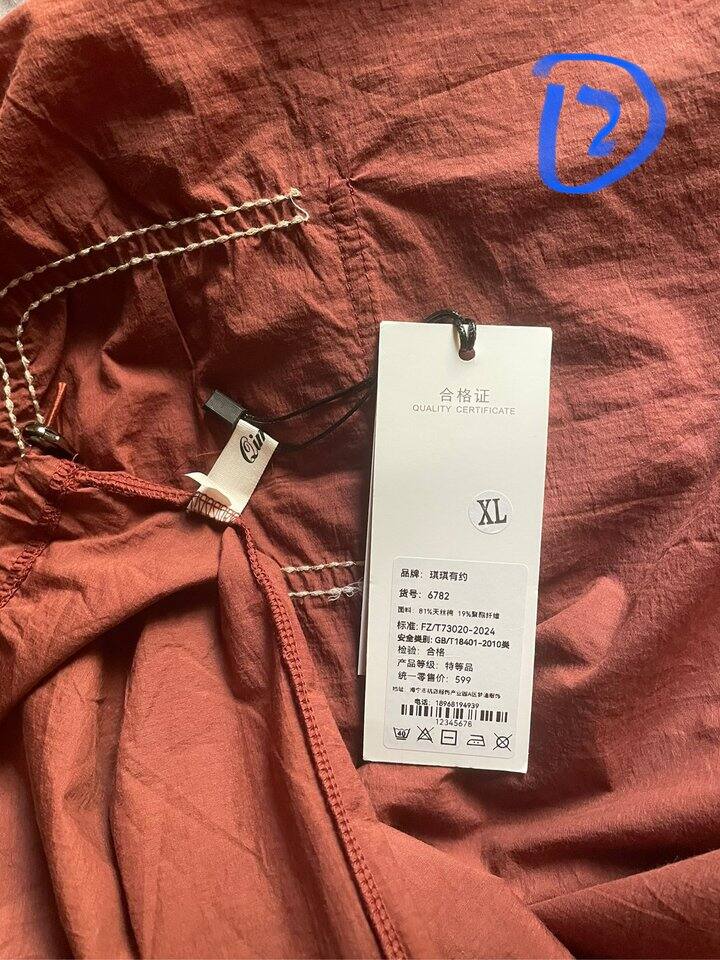 12
Qin
合格证
QUALITY CERTIFICATE
XL
品牌：琪琪有约
货号：6782
面料：81%天丝棉 19%聚酯纤维
标准：FZ/T73020-2024
安全类别：GB/T18401-2010类
检验：合格
产品等级：特等品
统一零售价：599
电话：18968194939
12345678
40